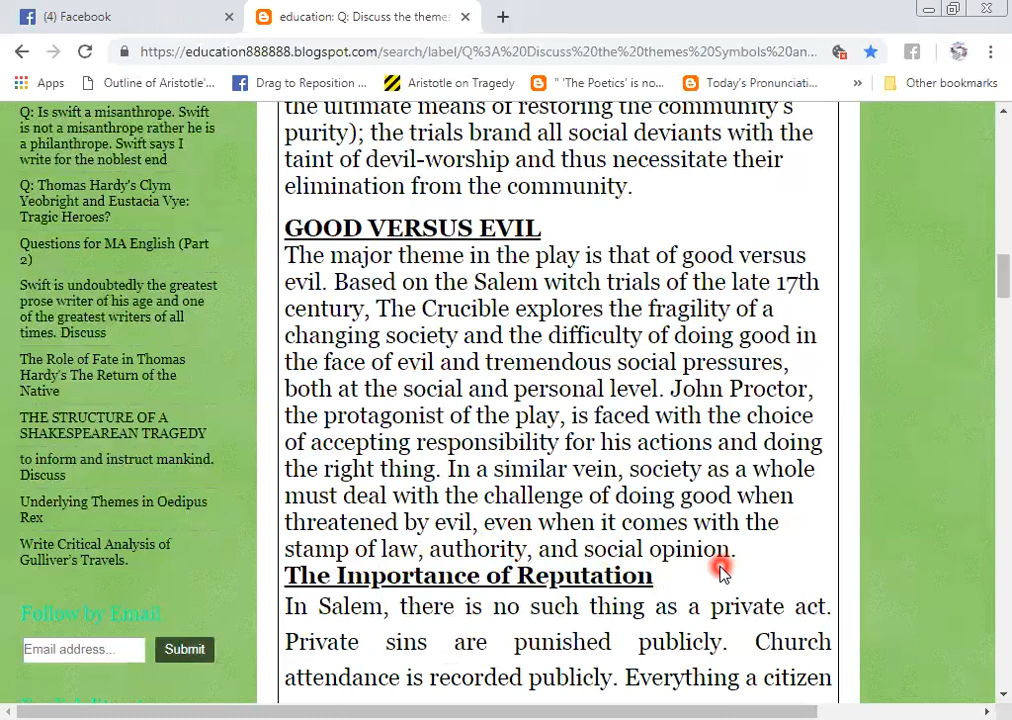 (4) Facebook
education: Q: Discuss the theme
https://education888888.blogspot.com/search/label/Q%3A%20Discuss%20the%20themes%20Symbols%20an...
Apps
Outline of Aristotle'...
Drag to Reposition ...
Aristotle on Tragedy
" 'The Poetics' is no...
Today's Pronunciati...
»
Other bookmarks
Q: Is swift a misanthrope. Swift
is not a misanthrope rather he is
a philanthrope. Swift says I
write for the noblest end
Q: Thomas Hardy's Clym
Yeobright and Eustacia Vye:
Tragic Heroes?
Questions for MA English (Part
2)
Swift is undoubtedly the greatest
prose writer of his age and one
of the greatest writers of all
times. Discuss
The Role of Fate in Thomas
Hardy's The Return of the
Native
THE STRUCTURE OF A
SHAKESPEAREAN TRAGEDY
to inform and instruct mankind.
Discuss
Underlying Themes in Oedipus
Rex
Write Critical Analysis of
Gulliver's Travels.
Follow by Email
Email address...
Submit
the ultimate means of restoring the community's
purity); the trials brand all social deviants with the
taint of devil-worship and thus necessitate their
elimination from the community.
GOOD VERSUS EVIL
The major theme in the play is that of good versus
evil. Based on the Salem witch trials of the late 17th
century, The Crucible explores the fragility of a
changing society and the difficulty of doing good in
the face of evil and tremendous social pressures,
both at the social and personal level. John Proctor,
the protagonist of the play, is faced with the choice
of accepting responsibility for his actions and doing
the right thing. In a similar vein, society as a whole
must deal with the challenge of doing good when
threatened by evil, even when it comes with the
stamp of law, authority, and social opinion.
The Importance of Reputation
In Salem, there is no such thing as a private act.
Private sins are punished publicly. Church
attendance is recorded publicly. Everything a citizen